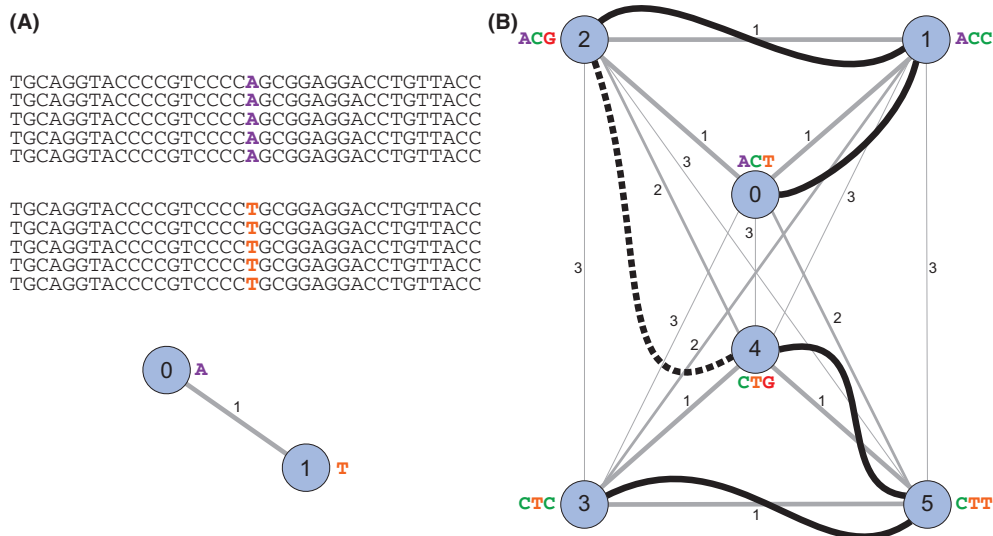 (A)
TGCAGGTACCCCGTCCCCAGCGGAGGACCTGTTACC
TGCAGGTACCCCGTCCCCAGCGGAGGACCTGTTACC
TGCAGGTACCCCGTCCCCAGCGGAGGACCTGTTACC
TGCAGGTACCCCGTCCCCAGCGGAGGACCTGTTACC
TGCAGGTACCCCGTCCCCAGCGGAGGACCTGTTACC
TGCAGGTACCCCGTCCCCTGCGGAGGACCTGTTACC
TGCAGGTACCCCGTCCCCTGCGGAGGACCTGTTACC
TGCAGGTACCCCGTCCCCTGCGGAGGACCTGTTACC
TGCAGGTACCCCGTCCCCTGCGGAGGACCTGTTACC
TGCAGGTACCCCGTCCCCTGCGGAGGACCTGTTACC
0 A
1
1 T
(B)
ACG 2
1
1 ACC
1
1
3
2
ACT
0
3
3
3
3
3
2
2
4
CTG
1
1
CTC 3
1
5 CTT